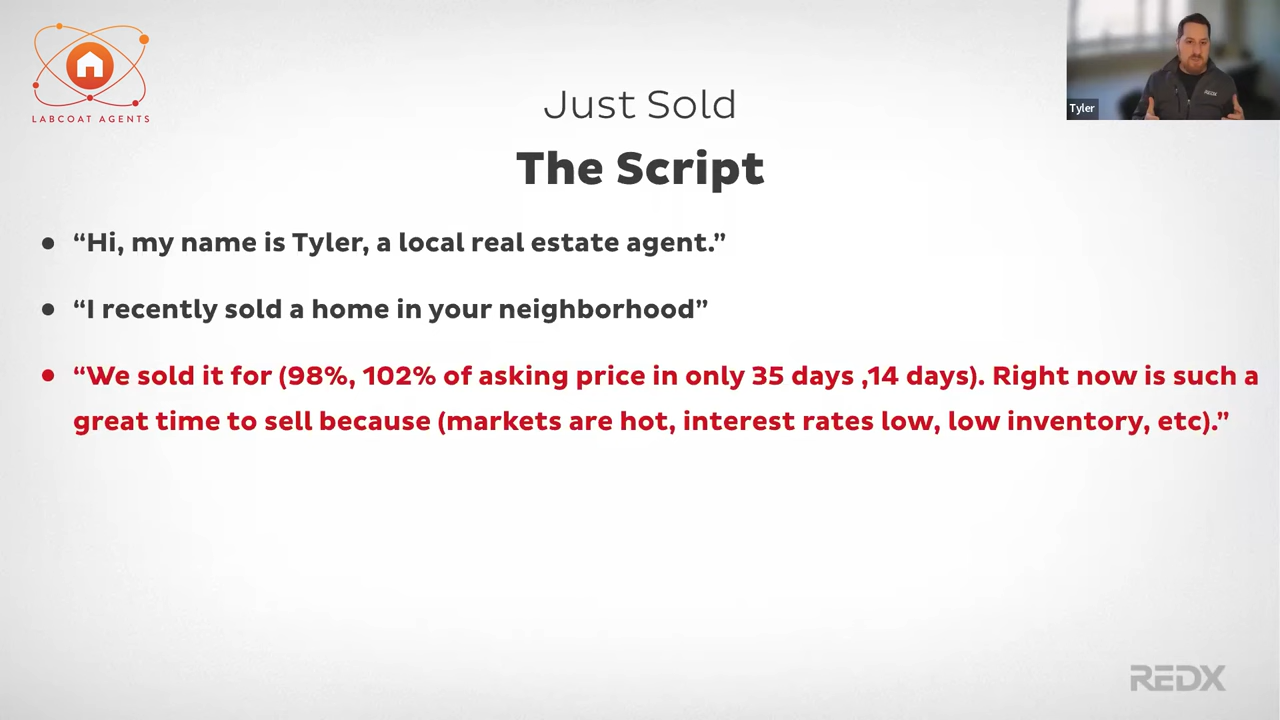 LABCOAT AGENTS
REDX
Tyler
Just Sold
The Script
• “Hi, my name is Tyler, a local real estate agent.”
• “I recently sold a home in your neighborhood”
• “We sold it for (98%, 102% of asking price in only 35 days ,14 days). Right now is such a
great time to sell because (markets are hot, interest rates low, low inventory, etc).”
REDX